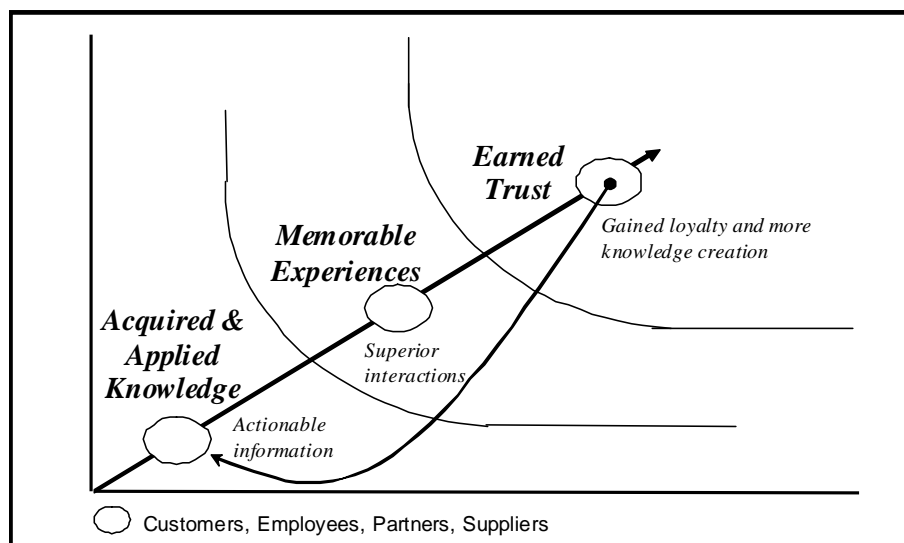 Earned
Trust
Gained loyalty and more
knowledge creation
Memorable
Experiences
Superior
interactions
Acquired &
Applied
Knowledge
Actionable
information
Customers, Employees, Partners, Suppliers